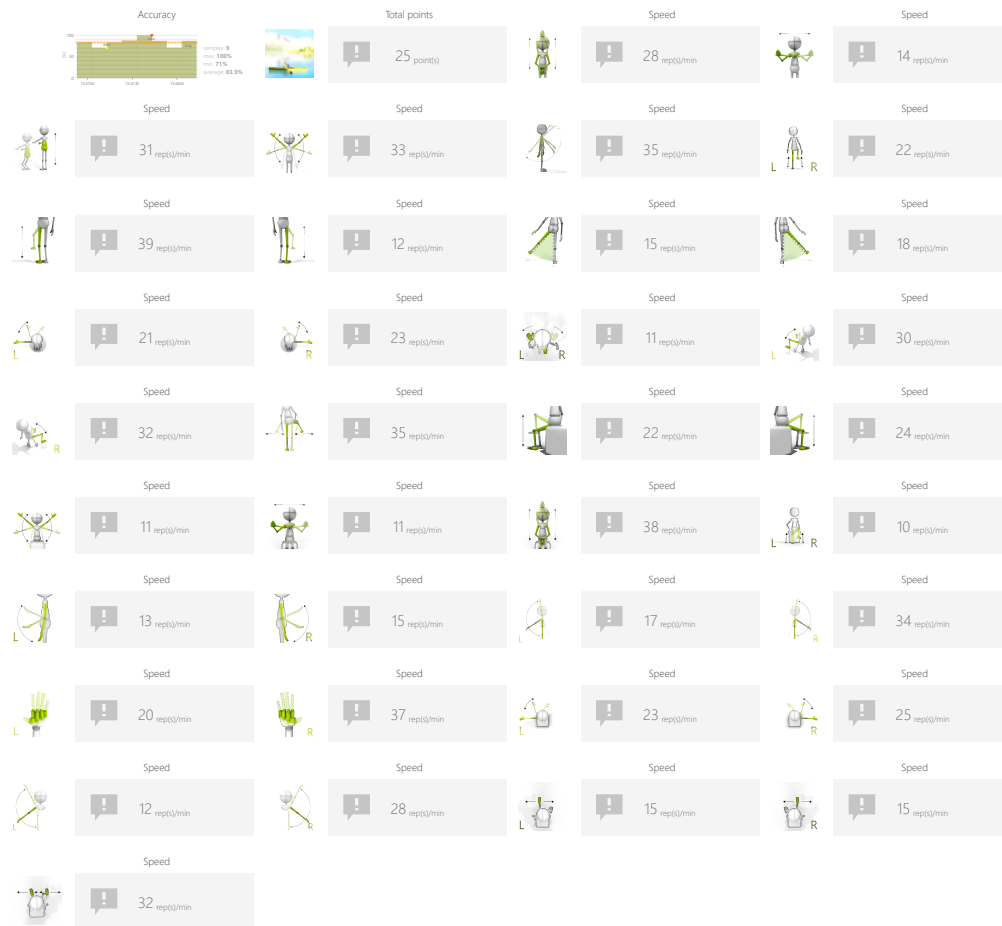 Accuracy
Total points
Speed
Speed
100
50
0
(%)
samples: 9
max: 100%
min: 71%
average: 83.9%
25 point(s)
28 rep(s)/min
14 rep(s)/min
Speed
Speed
Speed
Speed
31 rep(s)/min
33 rep(s)/min
35 rep(s)/min
L R
22 rep(s)/min
Speed
Speed
Speed
Speed
39 rep(s)/min
12 rep(s)/min
15 rep(s)/min
18 rep(s)/min
Speed
Speed
Speed
Speed
L
21 rep(s)/min
R
23 rep(s)/min
L R
11 rep(s)/min
L
30 rep(s)/min
Speed
Speed
Speed
Speed
R
32 rep(s)/min
35 rep(s)/min
22 rep(s)/min
24 rep(s)/min
Speed
Speed
Speed
Speed
11 rep(s)/min
11 rep(s)/min
38 rep(s)/min
L R
10 rep(s)/min
Speed
Speed
Speed
Speed
L
13 rep(s)/min
R
15 rep(s)/min
L
17 rep(s)/min
R
34 rep(s)/min
Speed
Speed
Speed
Speed
L
20 rep(s)/min
R
37 rep(s)/min
L
23 rep(s)/min
R
25 rep(s)/min
Speed
Speed
Speed
Speed
L
12 rep(s)/min
R
28 rep(s)/min
L
15 rep(s)/min
R
15 rep(s)/min
Speed
32 rep(s)/min